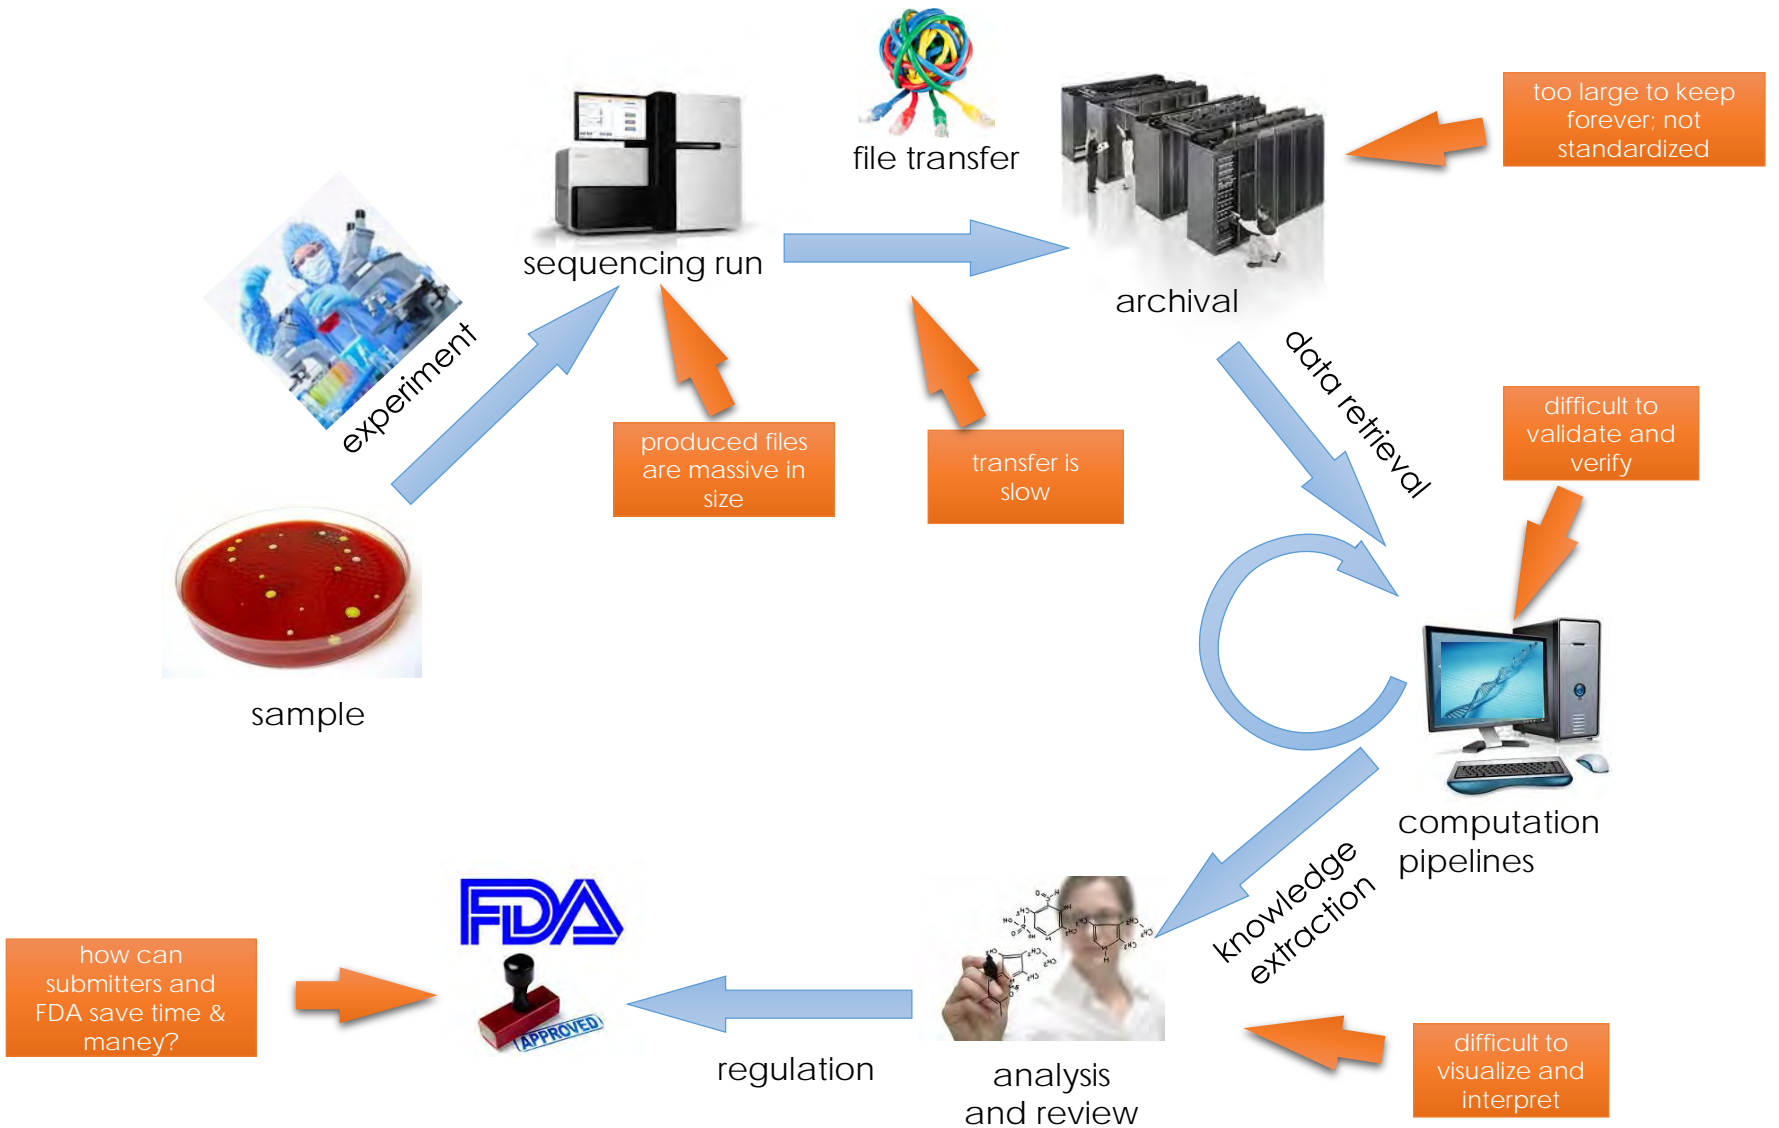 file transfer
too large to keep
forever; not
standardized
sequencing run
archival
experiment
data retrieval
produced files
are massive in
size
transfer is
slow
difficult to
validate and
verify
sample
computation
pipelines
knowledge
extraction
FDA
APPROVED
how can
submitters and
FDA save time &
maney?
regulation
analysis
and review
difficult to
visualize and
interpret